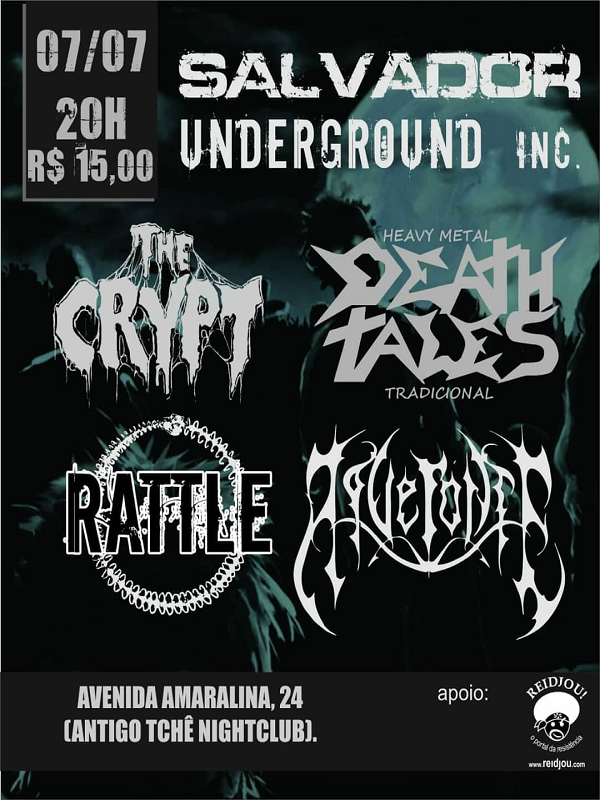 07/07
20H
R$ 15,00
SALVADOR
UNDERGROUND INC.
THE
CRYPT
HEAVY METAL
DEATH
TALES
TRADICIONAL
RATTLE
AVENIDA AMARALINA, 24
(ANTIGO TCHÊ NIGHTCLUB).
apoio:
REIDJOU!
o portal da resistência
www.reidjou.com